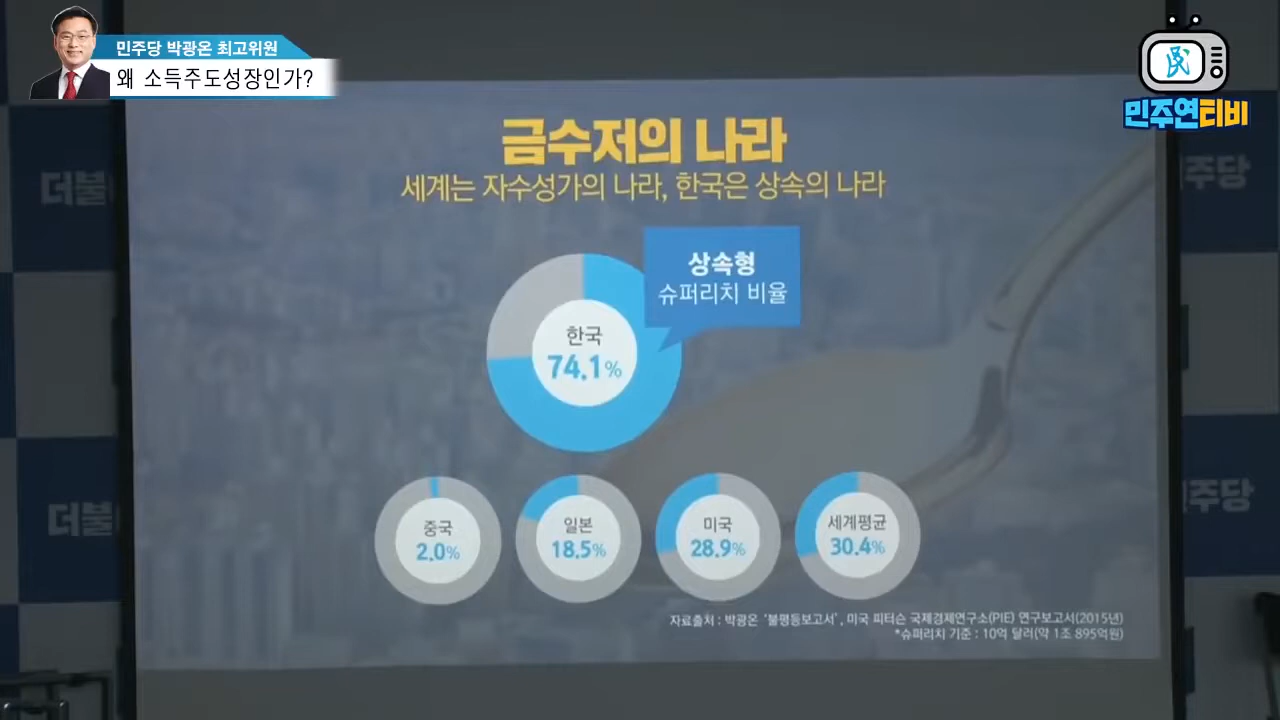 민주당 박광온 최고위원
왜 소득주도성장인가?
民
민주연티비
더불
주당
금수저의 나라
세계는 자수성가의 나라, 한국은 상속의 나라
상속형
슈퍼리치 비율
한국
74.1%
중국
2.0%
일본
18.5%
미국
28.9%
세계평균
30.4%
더불
주당
자료출처 : 박광온 '불평등보고서', 미국 피터슨 국제경제연구소(PIE) 연구보고서(2015년)
*슈퍼리치 기준 : 10억 달러(약 1조 895억원)